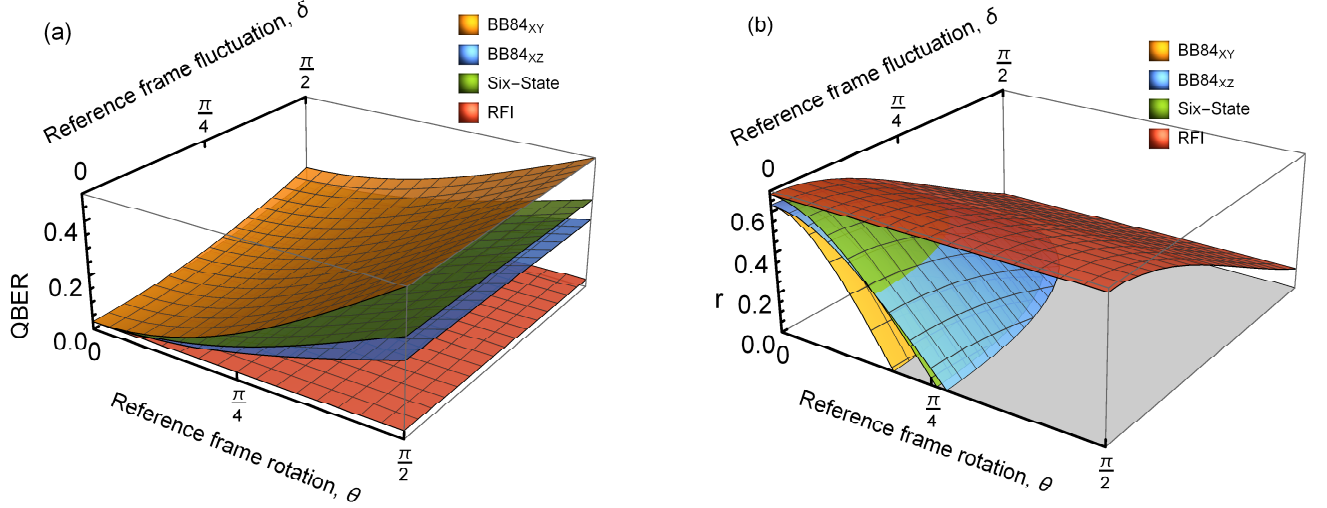 (a)
Reference frame fluctuation, δ
π/2
π/4
0
BB84XY
BB84XZ
Six−State
RFI
QBER
0.4
0.2
0.0
0
π/4
π/2
Reference frame rotation, θ
(b)
Reference frame fluctuation, δ
π/2
π/4
0
BB84XY
BB84XZ
Six−State
RFI
r
0.6
0.4
0.2
0.0
0
π/4
π/2
Reference frame rotation, θ